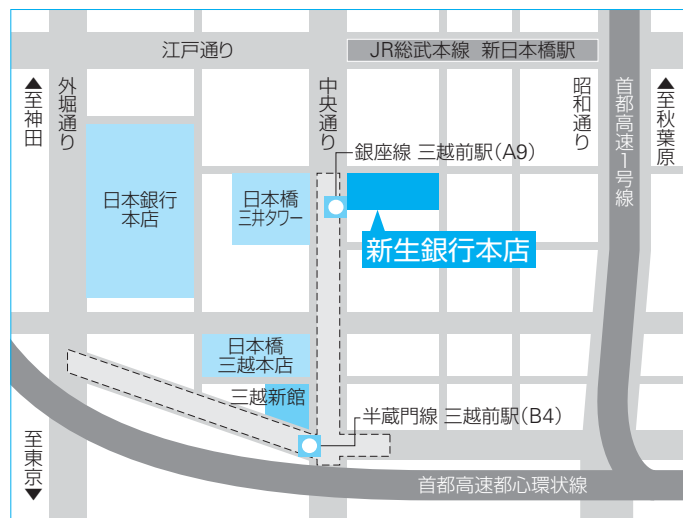 江戸通り
JR総武本線 新日本橋駅
▲至神田
外堀通り
中央通り
昭和通り
首都高速1号線
▲至秋葉原
銀座線 三越前駅(A9)
日本銀行
本店
日本橋
三井タワー
新生銀行本店
日本橋
三越本店
三越新館
半蔵門線 三越前駅(B4)
至東京▼
首都高速都心環状線